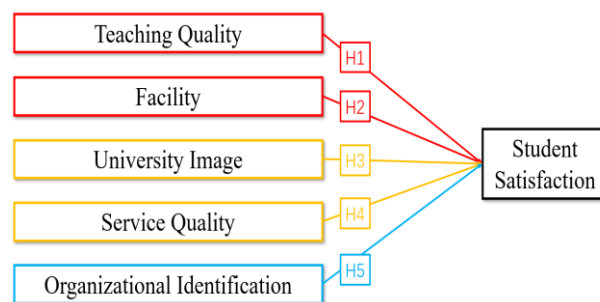 Teaching Quality
H1
Facility
H2
University Image
H3
Service Quality
H4
Organizational Identification
H5
Student
Satisfaction